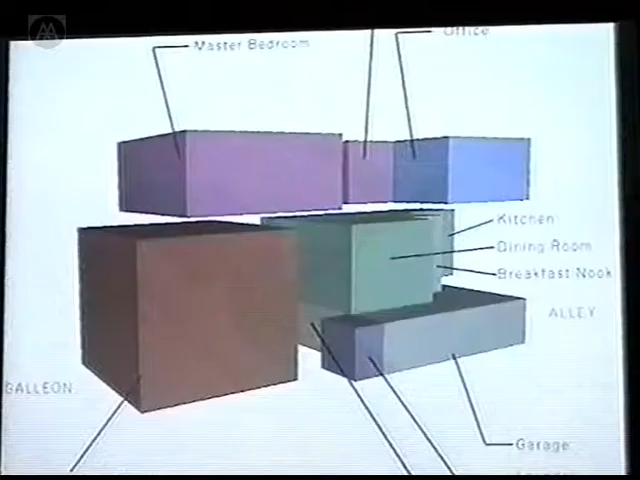 Master Bedroom
Office
Kitchen
Dining Room
Breakfast Nook
ALLEY
GALLEON
Garage